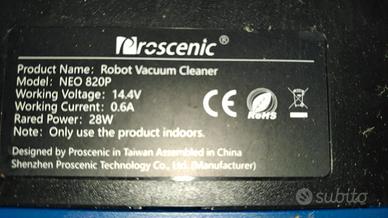 Proscenic®
Product Name: Robot Vacuum Cleaner
Model: NEO 820P
Working Voltage: 14.4V
Working Current: 0.6A
Rared Power: 28W
Note: Only use the product indoors.
CE
RoHS
Designed by Proscenic in Taiwan Assembled in China
Shenzhen Proscenic Technology Co., Ltd. (Manufacturer)
subito